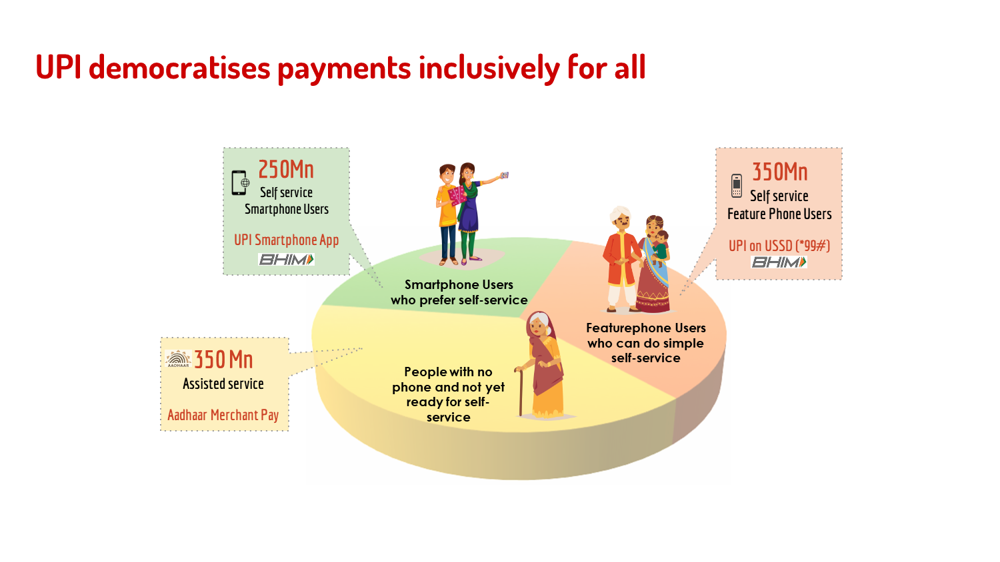 UPI democratises payments inclusively for all
250Mn
Self service
Smartphone Users
UPI Smartphone App
BHIM
350Mn
Self service
Feature Phone Users
UPI on USSD (*99#)
BHIM
Smartphone Users
who prefer self-service
Featurephone Users
who can do simple
self-service
AADHAAR
350 Mn
Assisted service
Aadhaar Merchant Pay
People with no
phone and not yet
ready for self-
service